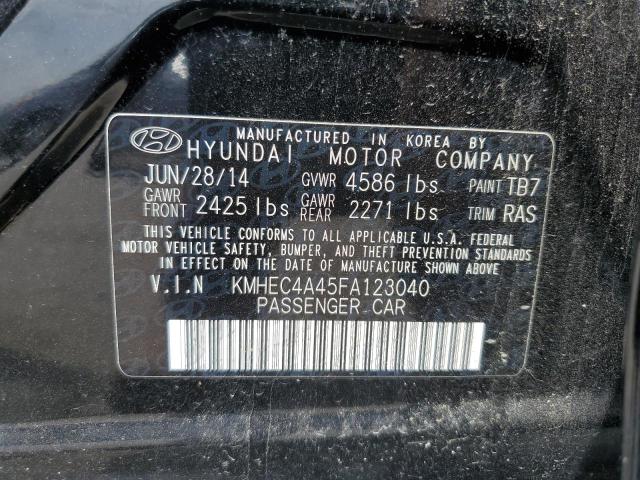 MANUFACTURED IN KOREA BY
HYUNDAI MOTOR COMPANY
JUN/28/14 GVWR 4586 lbs PAINT TB7
GAWR FRONT 2425 lbs GAWR REAR 2271 lbs TRIM RAS
THIS VEHICLE CONFORMS TO ALL APPLICABLE U.S.A. FEDERAL
MOTOR VEHICLE SAFETY, BUMPER, AND THEFT PREVENTION STANDARDS
IN EFFECT ON THE DATE OF MANUFACTURE SHOWN ABOVE
V.I.N KMHEC4A45FA123040
PASSENGER CAR